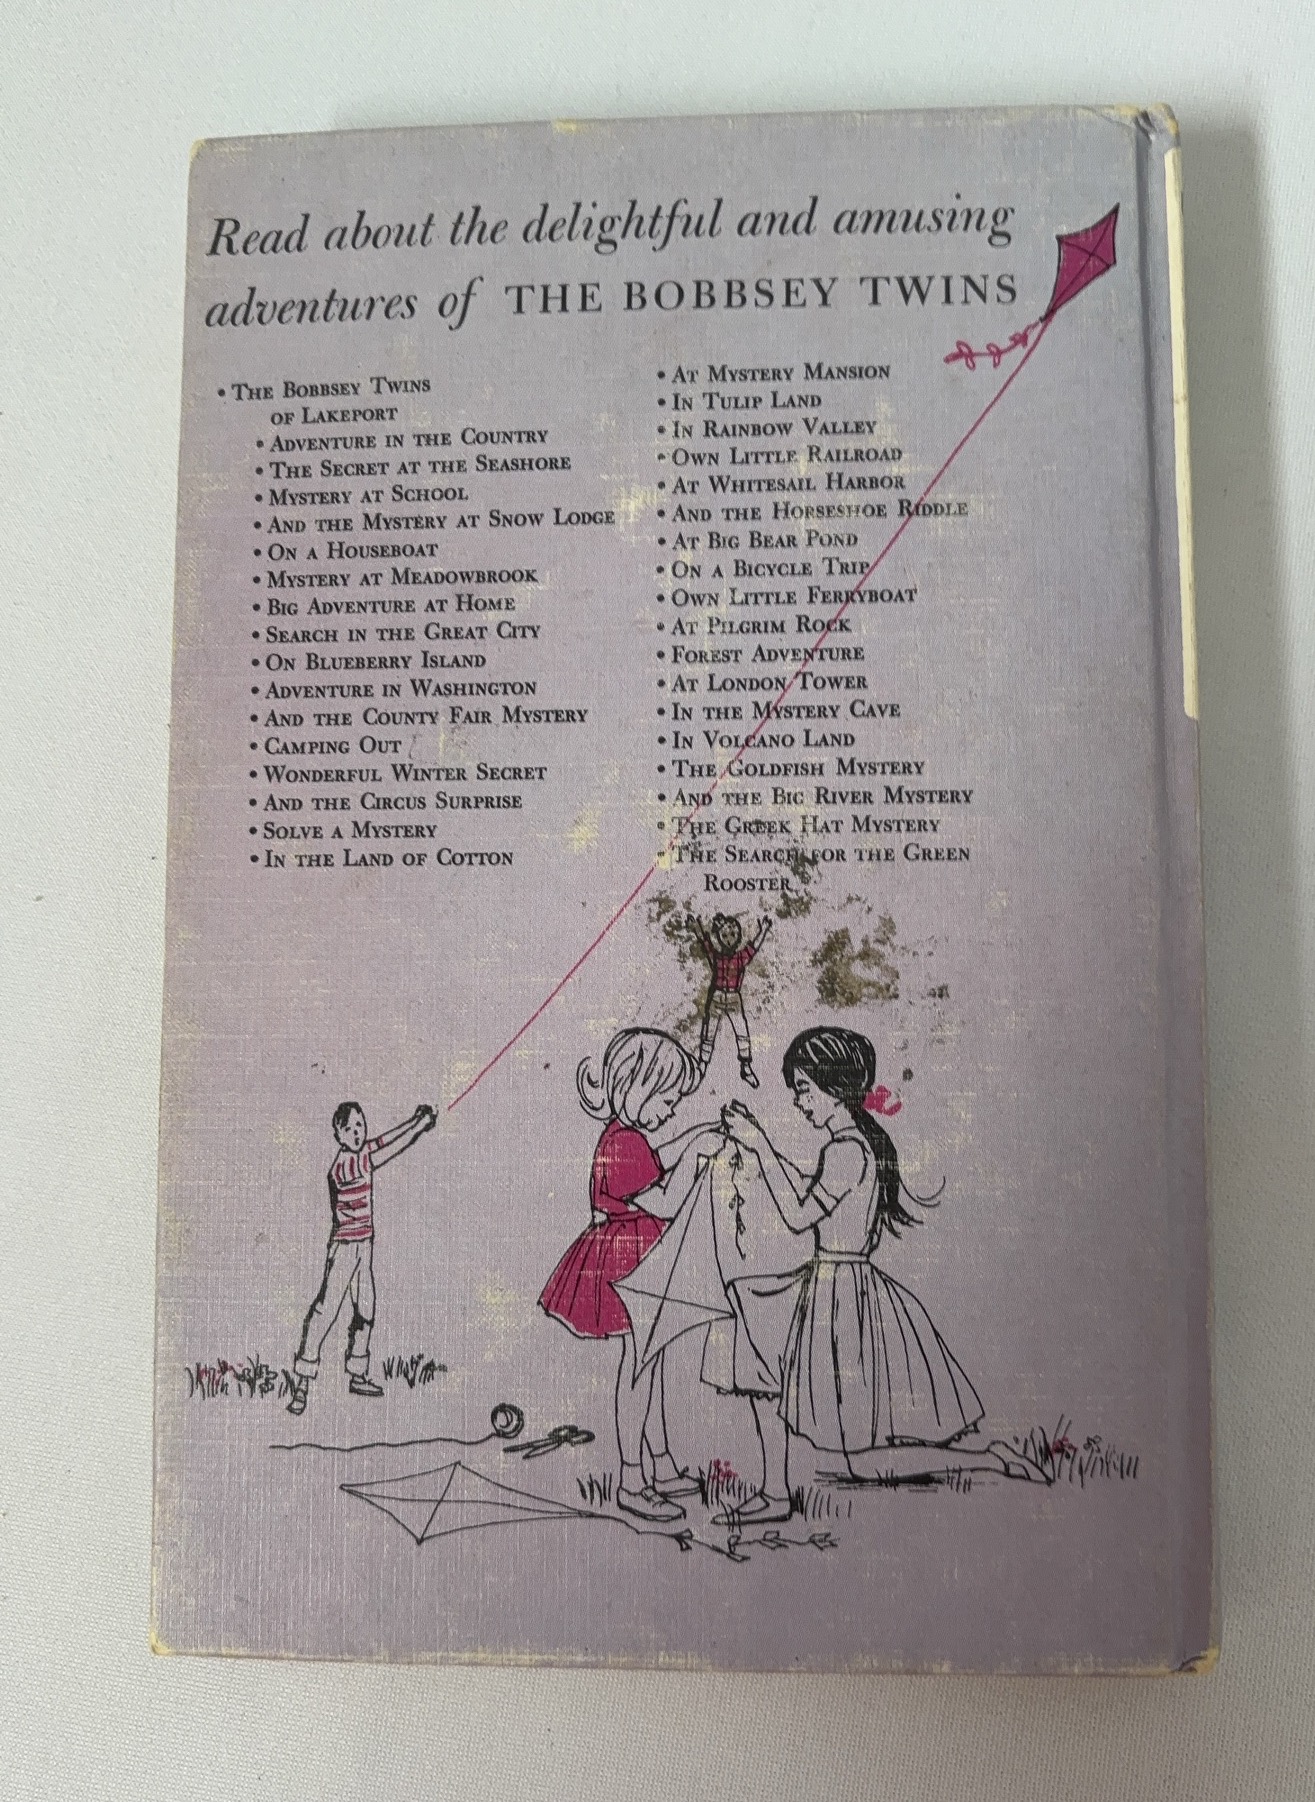 Read about the delightful and amusing
adventures of THE BOBBSEY TWINS
• THE BOBBSEY TWINS
OF LAKEPORT
• ADVENTURE IN THE COUNTRY
• THE SECRET AT THE SEASHORE
• MYSTERY AT SCHOOL
• AND THE MYSTERY AT SNOW LODGE
• ON A HOUSEBOAT
• MYSTERY AT MEADOWBROOK
• BIG ADVENTURE AT HOME
• SEARCH IN THE GREAT CITY
• ON BLUEBERRY ISLAND
• ADVENTURE IN WASHINGTON
• AND THE COUNTY FAIR MYSTERY
• CAMPING OUT
• WONDERFUL WINTER SECRET
• AND THE CIRCUS SURPRISE
• SOLVE A MYSTERY
• IN THE LAND OF COTTON
• AT MYSTERY MANSION
• IN TULIP LAND
• IN RAINBOW VALLEY
• OWN LITTLE RAILROAD
• AT WHITESAIL HARBOR
• AND THE HORSESHOE RIDDLE
• AT BIG BEAR POND
• ON A BICYCLE TRIP
• OWN LITTLE FERRYBOAT
• AT PILGRIM ROCK
• FOREST ADVENTURE
• AT LONDON TOWER
• IN THE MYSTERY CAVE
• IN VOLCANO LAND
• THE GOLDFISH MYSTERY
• AND THE BIG RIVER MYSTERY
• THE GREEK HAT MYSTERY
• THE SEARCH FOR THE GREEN
ROOSTER